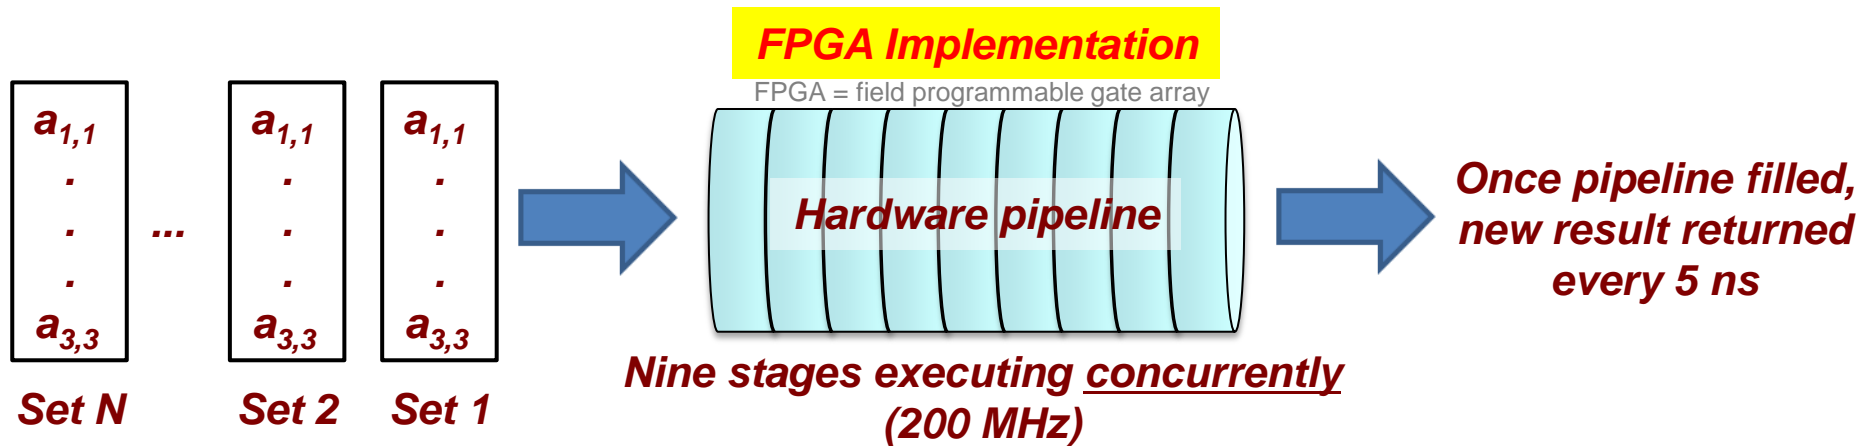 FPGA Implementation
FPGA = field programmable gate array
a1,1 a1,1 a1,1
. . .
. ... . .
. . .
a3,3 a3,3 a3,3
Set N Set 2 Set 1
Hardware pipeline
Nine stages executing concurrently
(200 MHz)
Once pipeline filled,
new result returned
every 5 ns